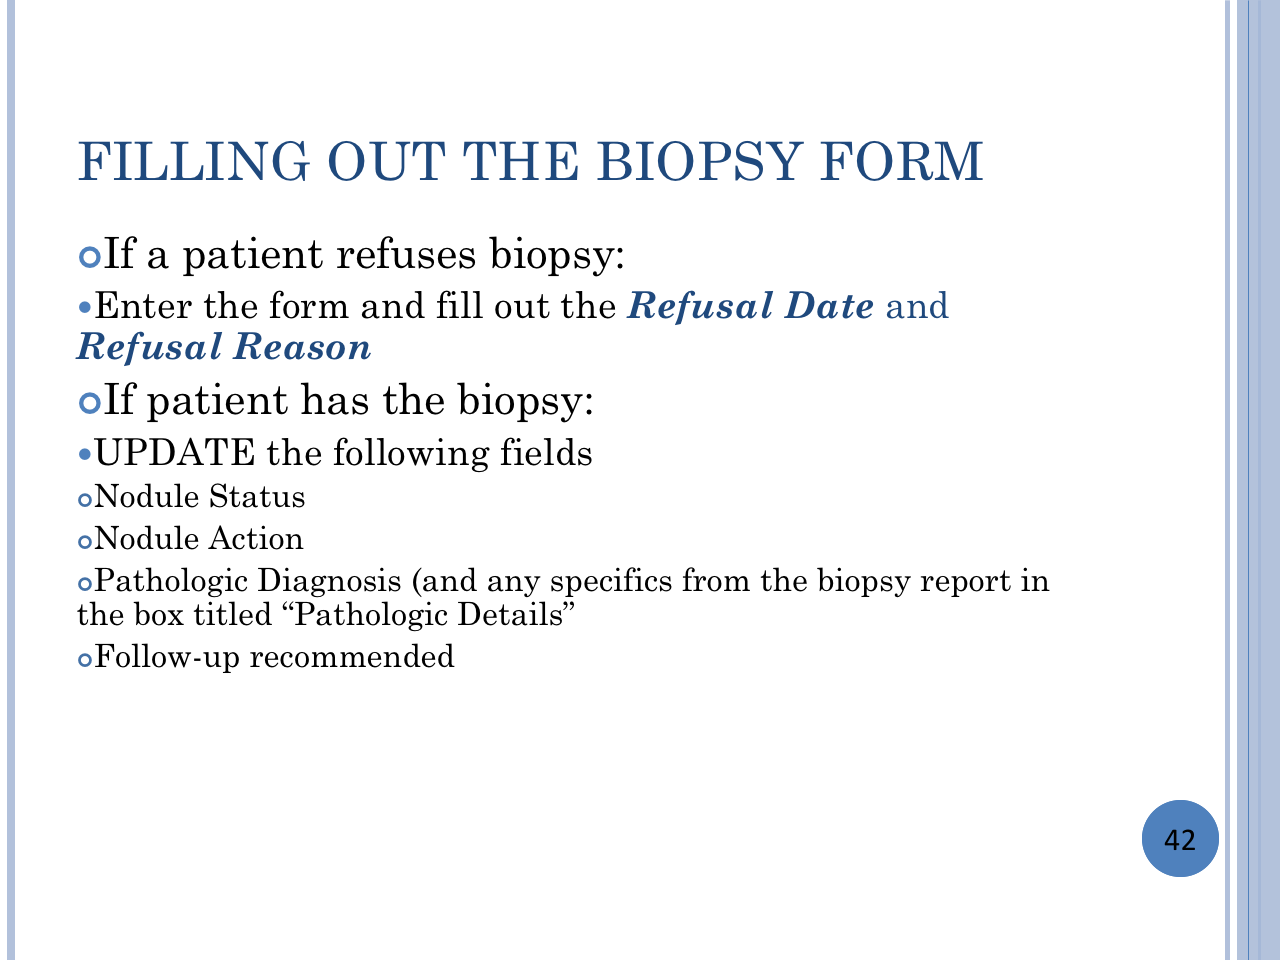 FILLING OUT THE BIOPSY FORM
If a patient refuses biopsy:
Enter the form and fill out the Refusal Date and
Refusal Reason
If patient has the biopsy:
UPDATE the following fields
Nodule Status
Nodule Action
Pathologic Diagnosis (and any specifics from the biopsy report in
the box titled “Pathologic Details”
Follow-up recommended
42